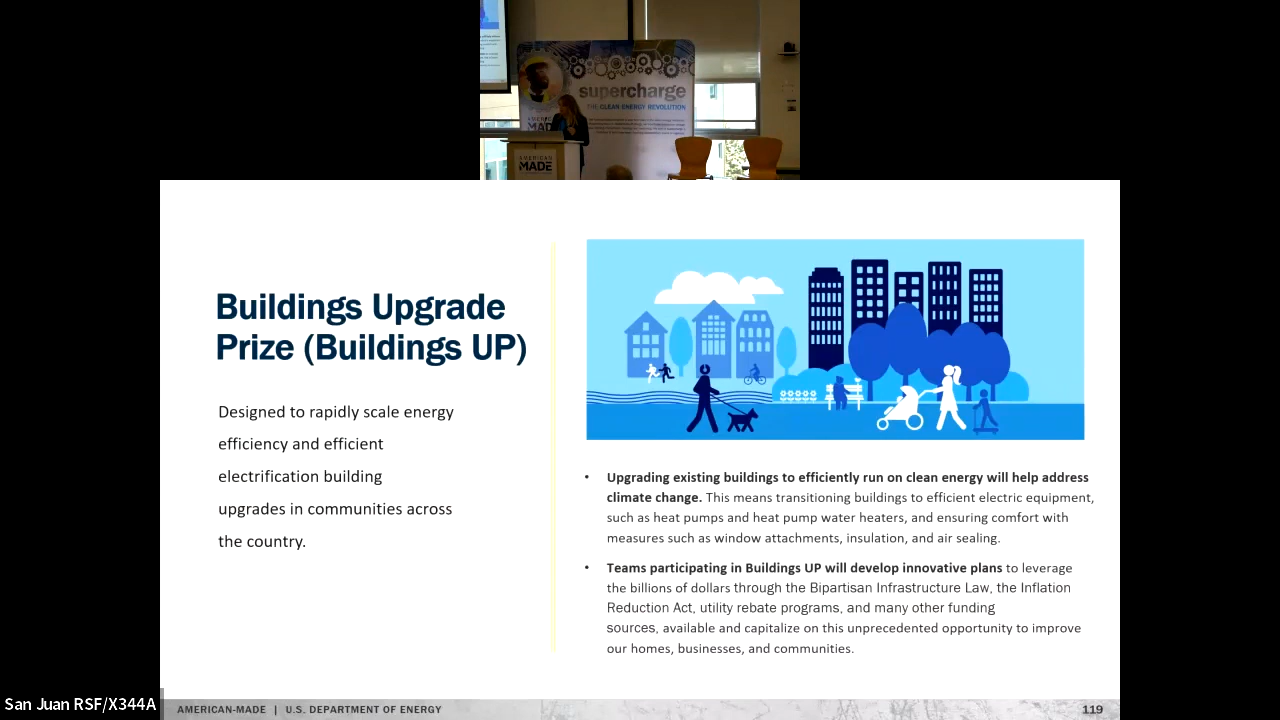 supercharge
THE CLEAN ENERGY REVOLUTION
AMERICAN
MADE
Buildings Upgrade
Prize (Buildings UP)
Designed to rapidly scale energy
efficiency and efficient
electrification building
upgrades in communities across
the country.
• Upgrading existing buildings to efficiently run on clean energy will help address
climate change. This means transitioning buildings to efficient electric equipment,
such as heat pumps and heat pump water heaters, and ensuring comfort with
measures such as window attachments, insulation, and air sealing.
• Teams participating in Buildings UP will develop innovative plans to leverage
the billions of dollars through the Bipartisan Infrastructure Law, the Inflation
Reduction Act, utility rebate programs, and many other funding
sources, available and capitalize on this unprecedented opportunity to improve
our homes, businesses, and communities.
San Juan RSF/X344A
AMERICAN-MADE | U.S. DEPARTMENT OF ENERGY
119